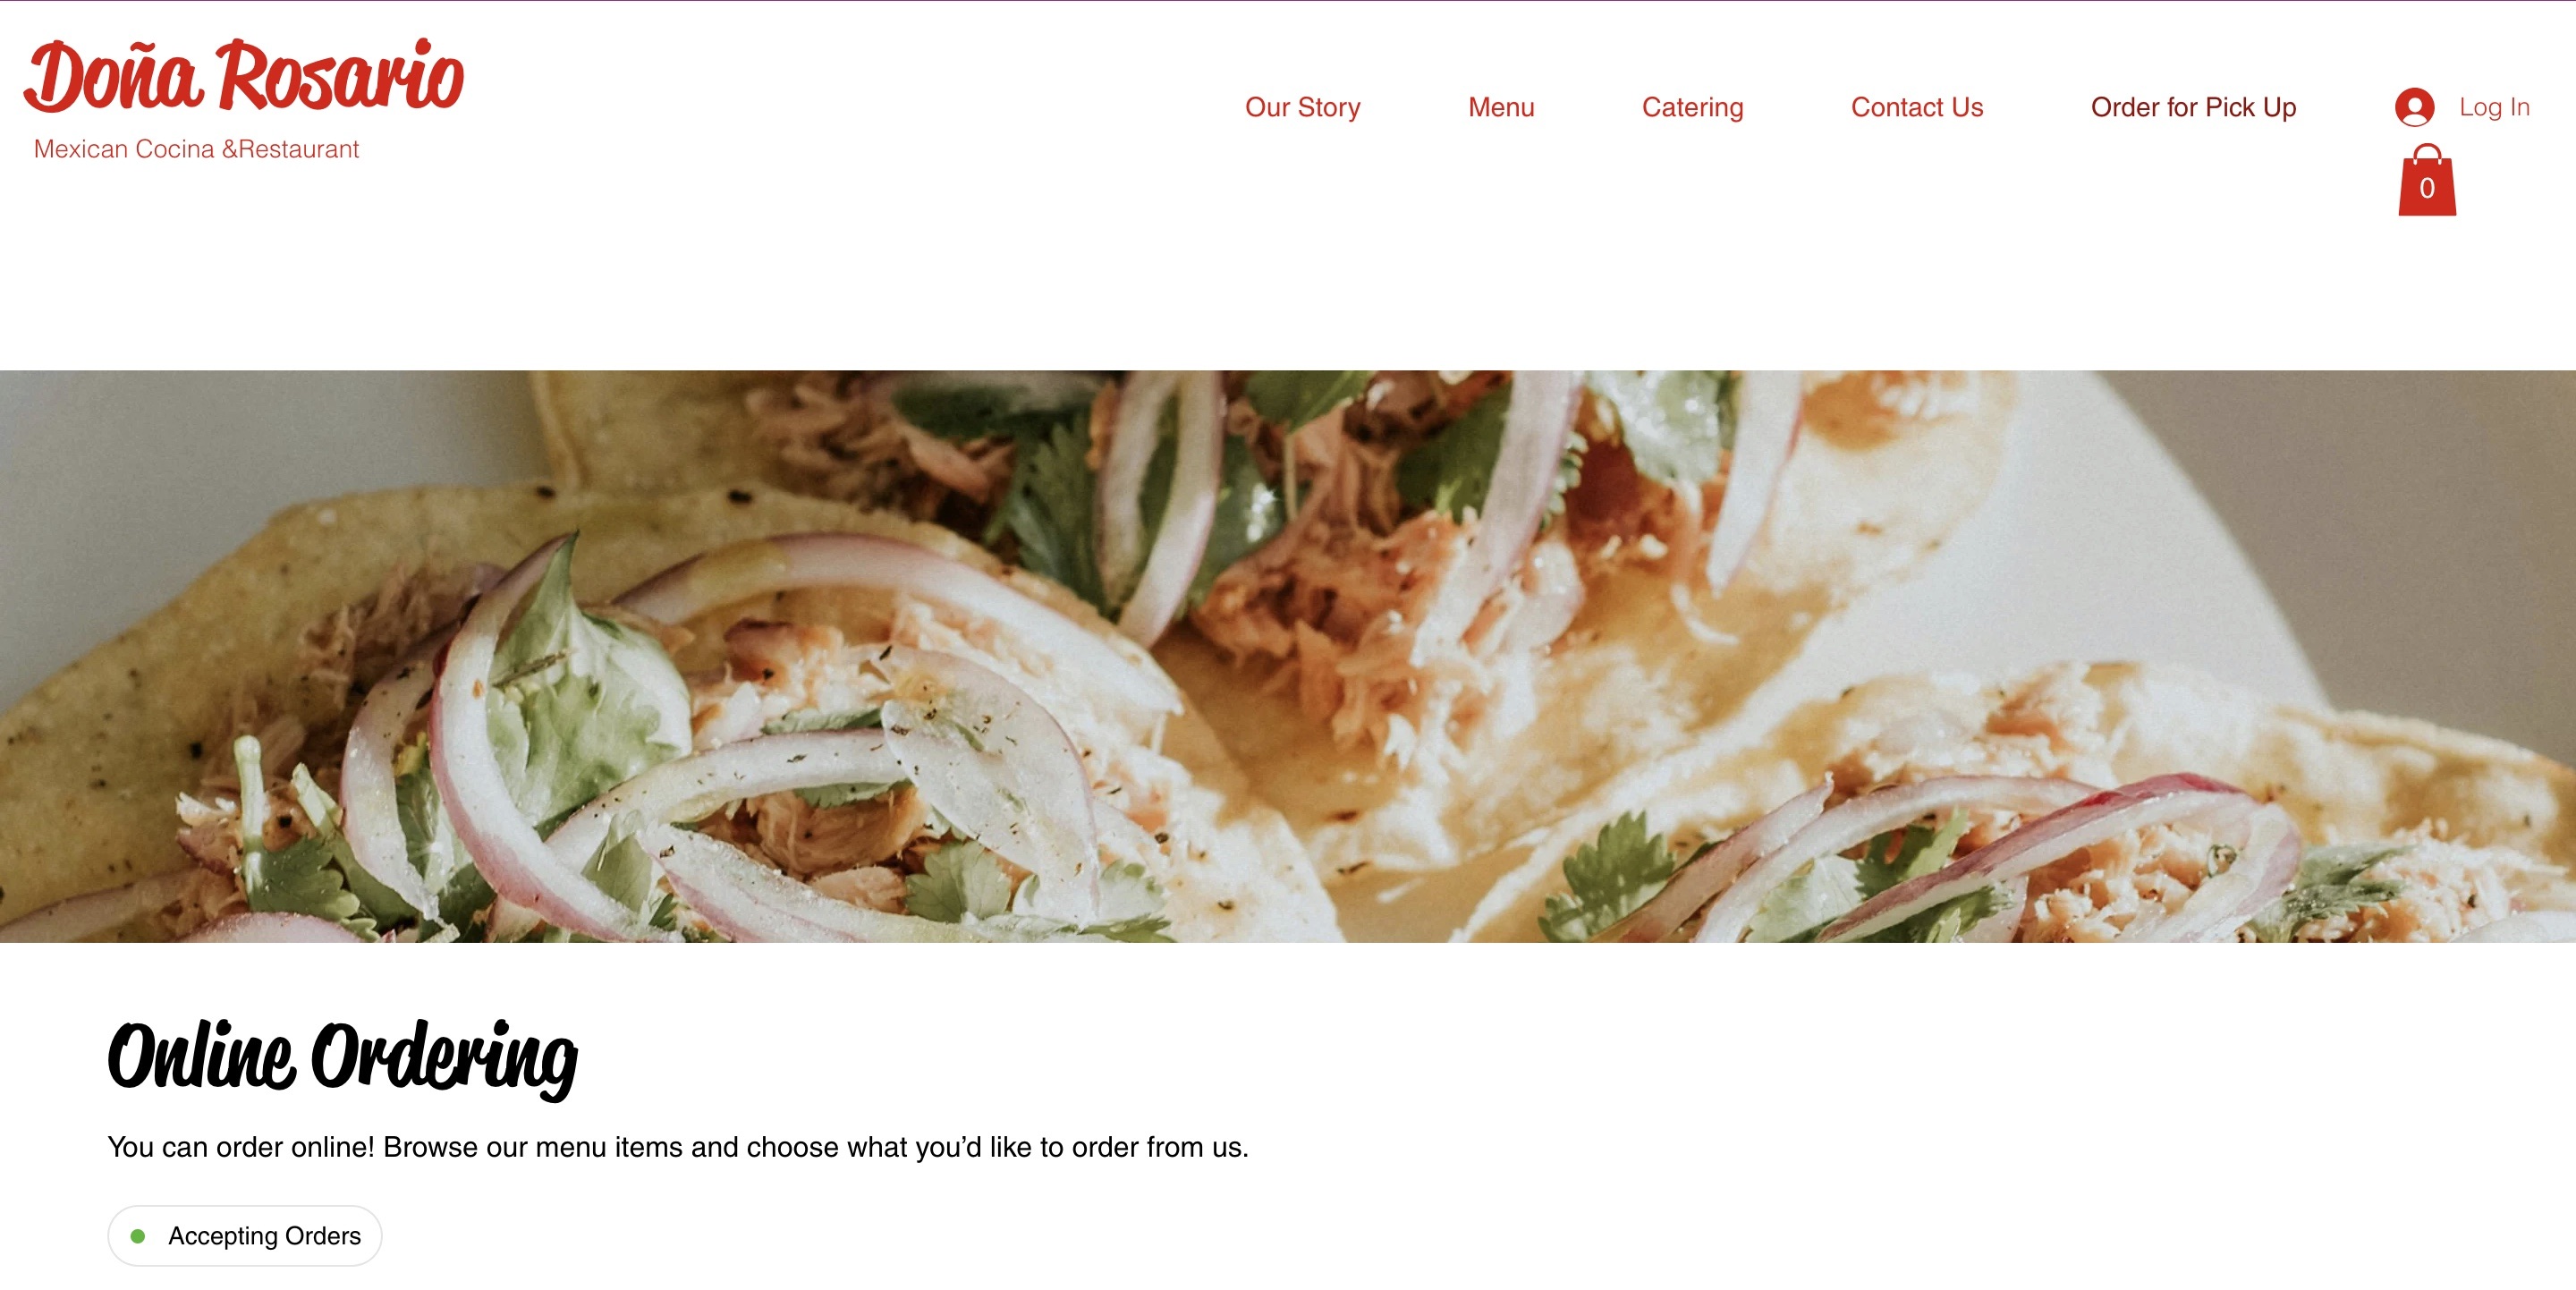 Doña Rosario
Mexican Cocina &Restaurant
Our Story
Menu
Catering
Contact Us
Order for Pick Up
Log In
0
Online Ordering
You can order online! Browse our menu items and choose what you’d like to order from us.
Accepting Orders